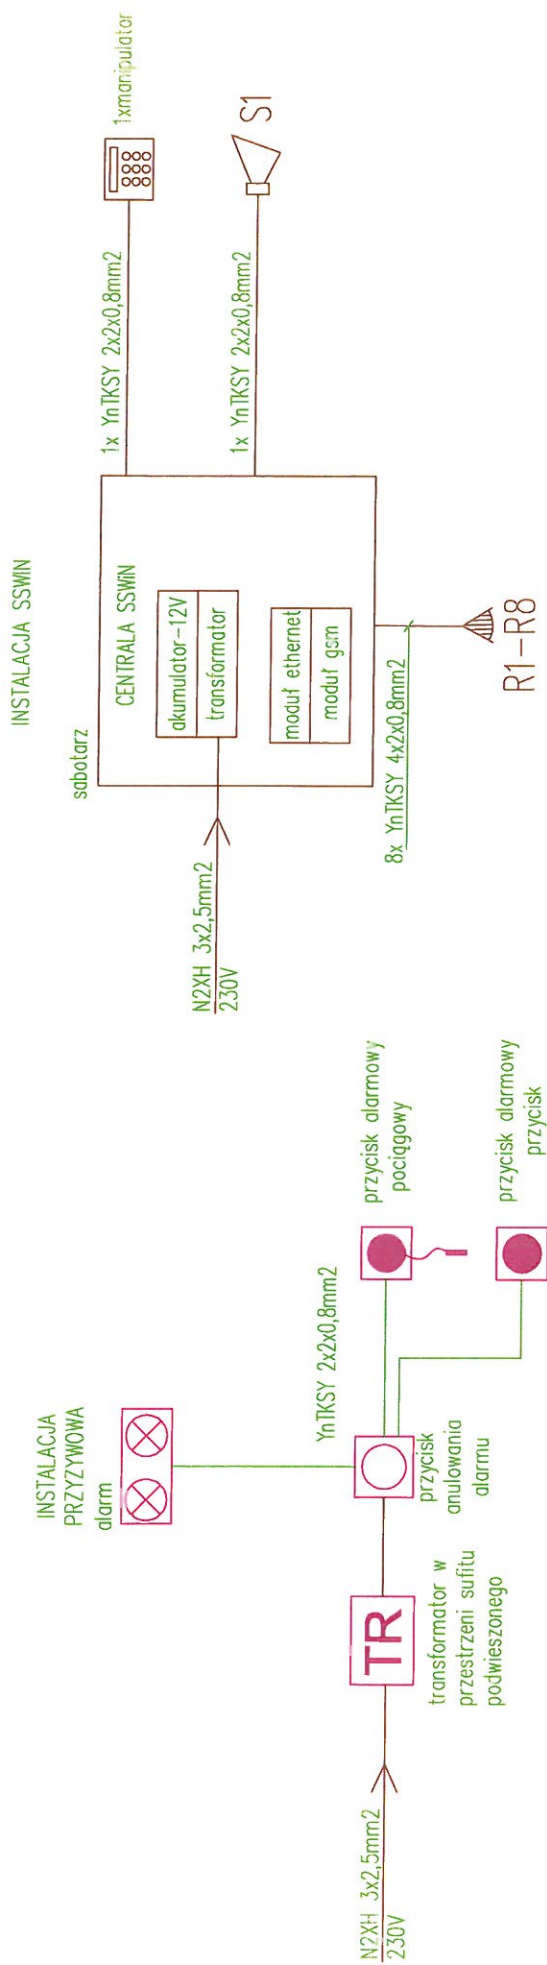 INSTALACJA
PRZYZYWOWA
alarm
N2XH 3x2,5mm2
230V
TR
transformator w
przestrzeni sufitu
podwieszonego
przycisk
anulowania
alarmu
YnTKSY 2x2x0,8mm2
przycisk alarmowy
pociągowy
przycisk alarmowy
przycisk
INSTALACJA SSWIN
sabotarz
CENTRALA SSWiN
akumulator-12V
transformator
moduł ethernet
moduł gsm
N2XH 3x2,5mm2
230V
1x YnTKSY 2x2x0,8mm2
1xmanipulator
1x YnTKSY 2x2x0,8mm2
S1
8x YnTKSY 4x2x0,8mm2
R1-R8